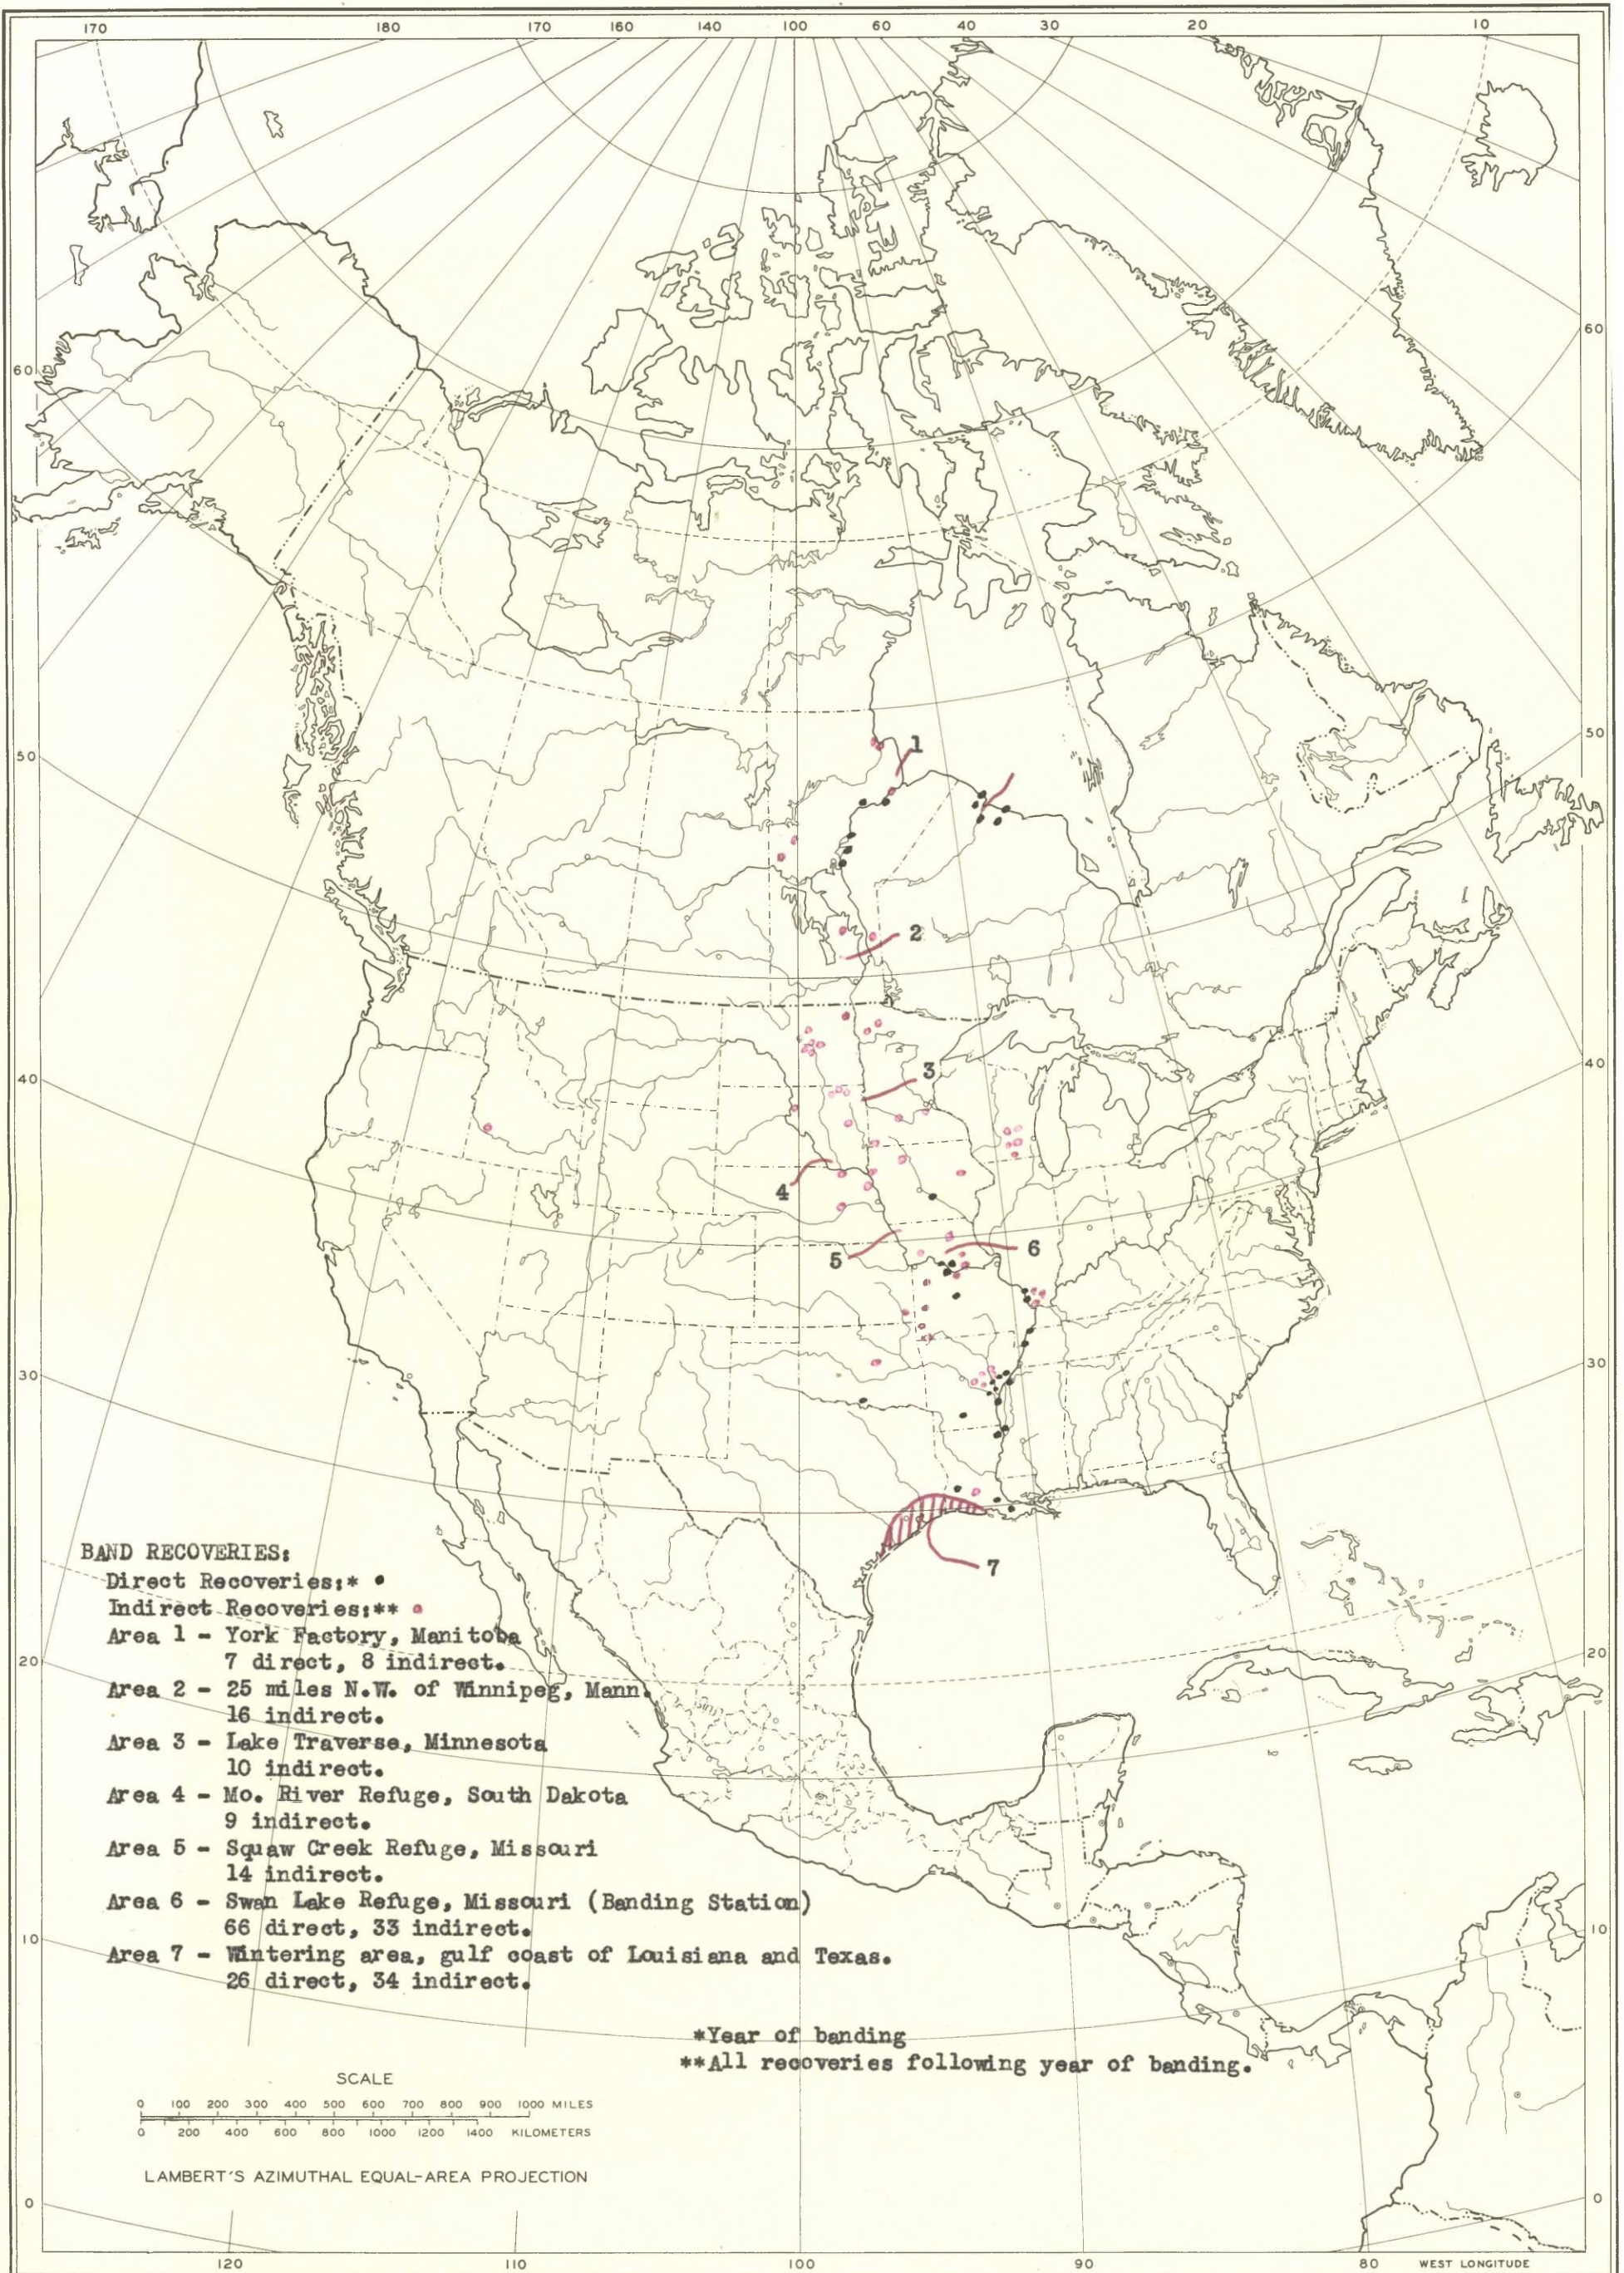 170 180 170 160 140 100 60 40 30 20 10
60 60
50 50
1
2
40 40
3
4
5 6
30 30
7
BAND RECOVERIES:
Direct Recoveries:* •
Indirect Recoveries:** •
Area 1 - York Factory, Manitoba
7 direct, 8 indirect.
20 20
Area 2 - 25 miles N.W. of Winnipeg, Mann.
16 indirect.
Area 3 - Lake Traverse, Minnesota
10 indirect.
Area 4 - Mo. River Refuge, South Dakota
9 indirect.
Area 5 - Squaw Creek Refuge, Missouri
14 indirect.
Area 6 - Swan Lake Refuge, Missouri (Banding Station)
66 direct, 33 indirect.
10 10
Area 7 - Wintering area, gulf coast of Louisiana and Texas.
26 direct, 34 indirect.
*Year of banding
**All recoveries following year of banding.
SCALE
0 100 200 300 400 500 600 700 800 900 1000 MILES
0 200 400 600 800 1000 1200 1400 KILOMETERS
LAMBERT'S AZIMUTHAL EQUAL-AREA PROJECTION
0 0
120 110 100 90 80 WEST LONGITUDE